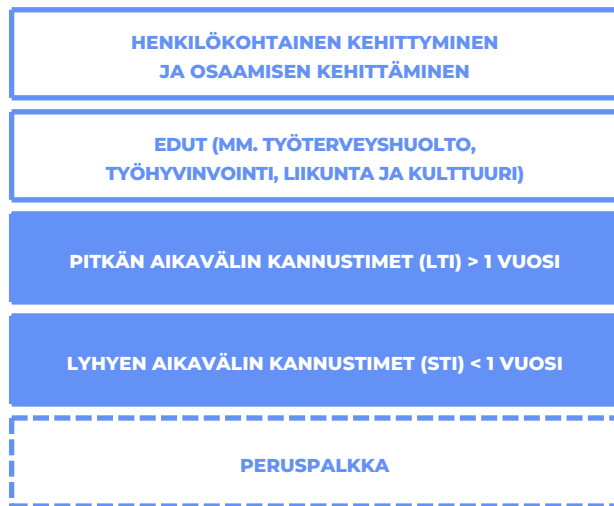 HENKILÖKOHTAINEN KEHITTYMINEN
JA OSAAMISEN KEHITTÄMINEN
EDUT (MM. TYÖTERVEYSHUOLTO,
TYÖHYVINVOINTI, LIIKUNTA JA KULTTUURI)
PITKÄN AIKAVÄLIN KANNUSTIMET (LTI) > 1 VUOSI
LYHYEN AIKAVÄLIN KANNUSTIMET (STI) < 1 VUOSI
PERUSPALKKA